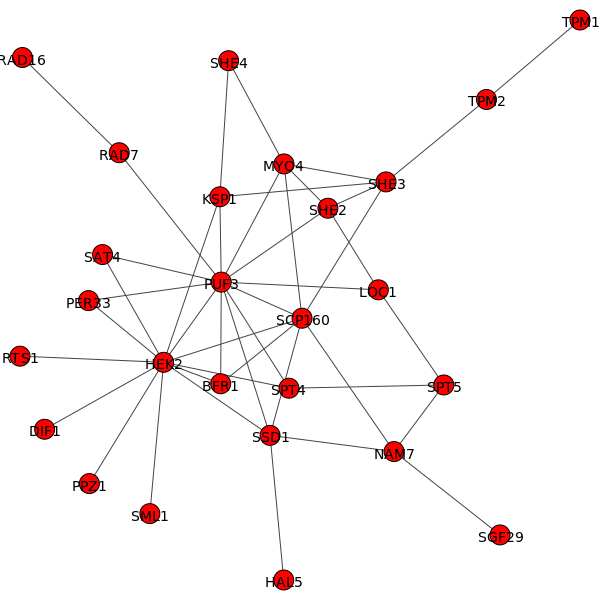 TPM1
RAD16
SHE4
TPM2
RAD7
MYO4
SHE3
KSP1
SHE2
SAT4
PUF3
LOC1
PER33
SCP160
RTS1
HEK2
BFR1
SPT4
SPT5
DIF1
SSD1
NAM7
PPZ1
SML1
SGF29
HAL5